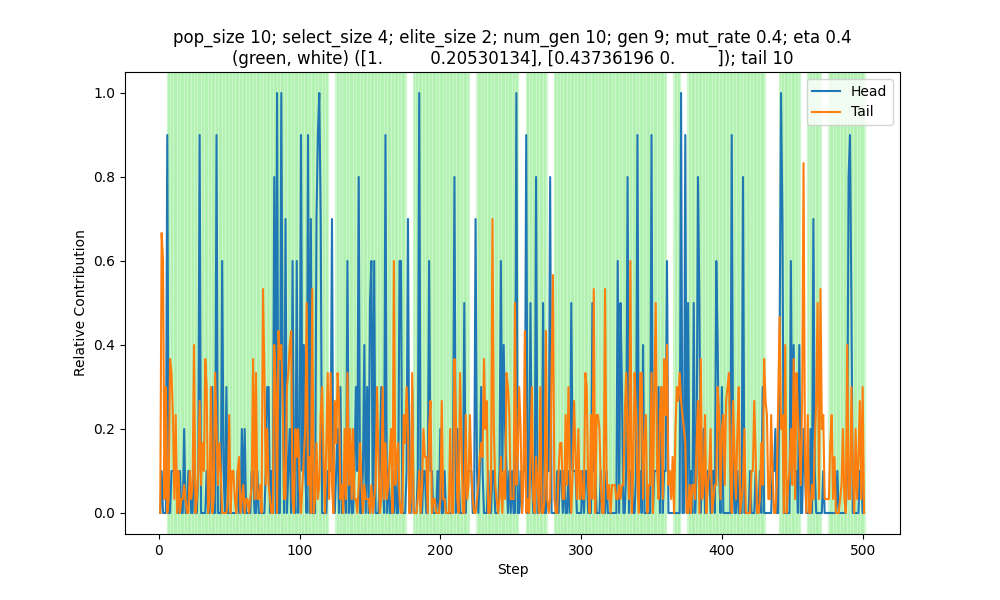 pop_size 10; select_size 4; elite_size 2; num_gen 10; gen 9; mut_rate 0.4; eta 0.4
(green, white) ([1.         0.20530134], [0.43736196 0.        ]); tail 10
Head
Tail
1.0
0.8
0.6
0.4
0.2
0.0
Relative Contribution
0
100
200
300
400
500
Step